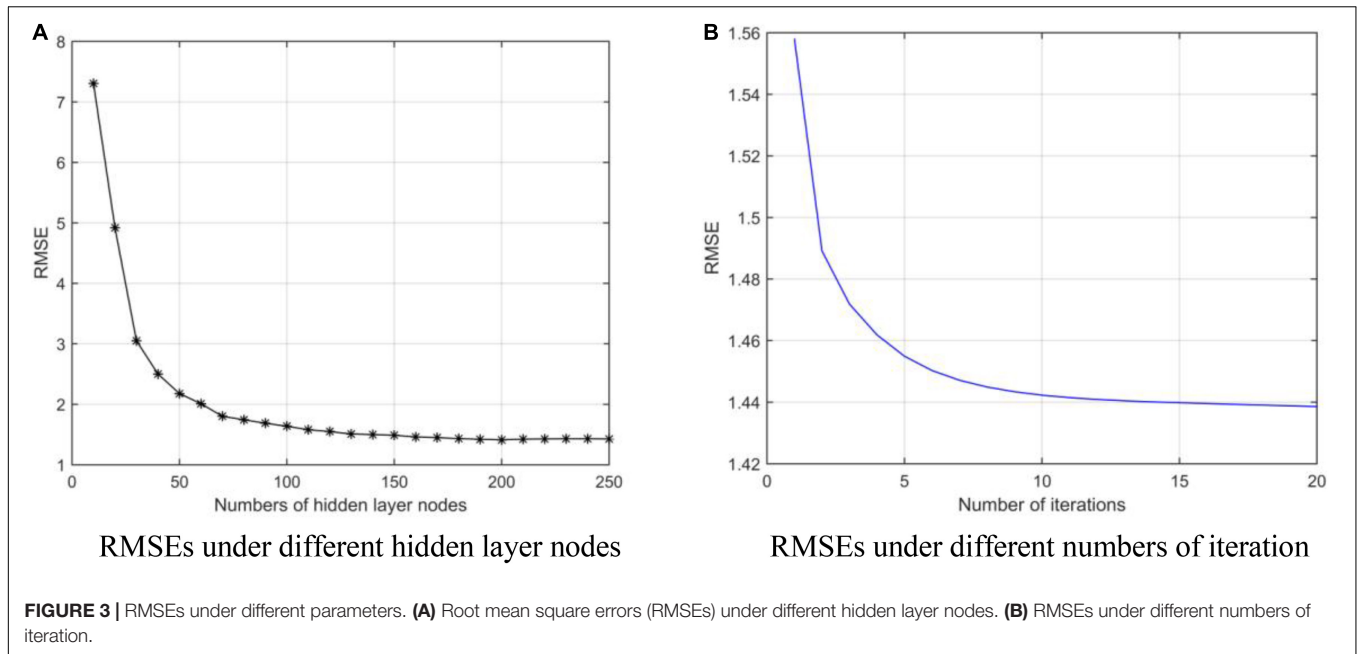 A
8
7
6
5
4
3
2
1
RMSE
0 50 100 150 200 250
Numbers of hidden layer nodes
RMSEs under different hidden layer nodes
B
1.56
1.54
1.52
1.5
1.48
1.46
1.44
1.42
RMSE
0 5 10 15 20
Number of iterations
RMSEs under different numbers of iteration
FIGURE 3 | RMSEs under different parameters. (A) Root mean square errors (RMSEs) under different hidden layer nodes. (B) RMSEs under different numbers of
iteration.